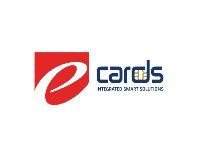 e cards
INTEGRATED SMART SOLUTIONS